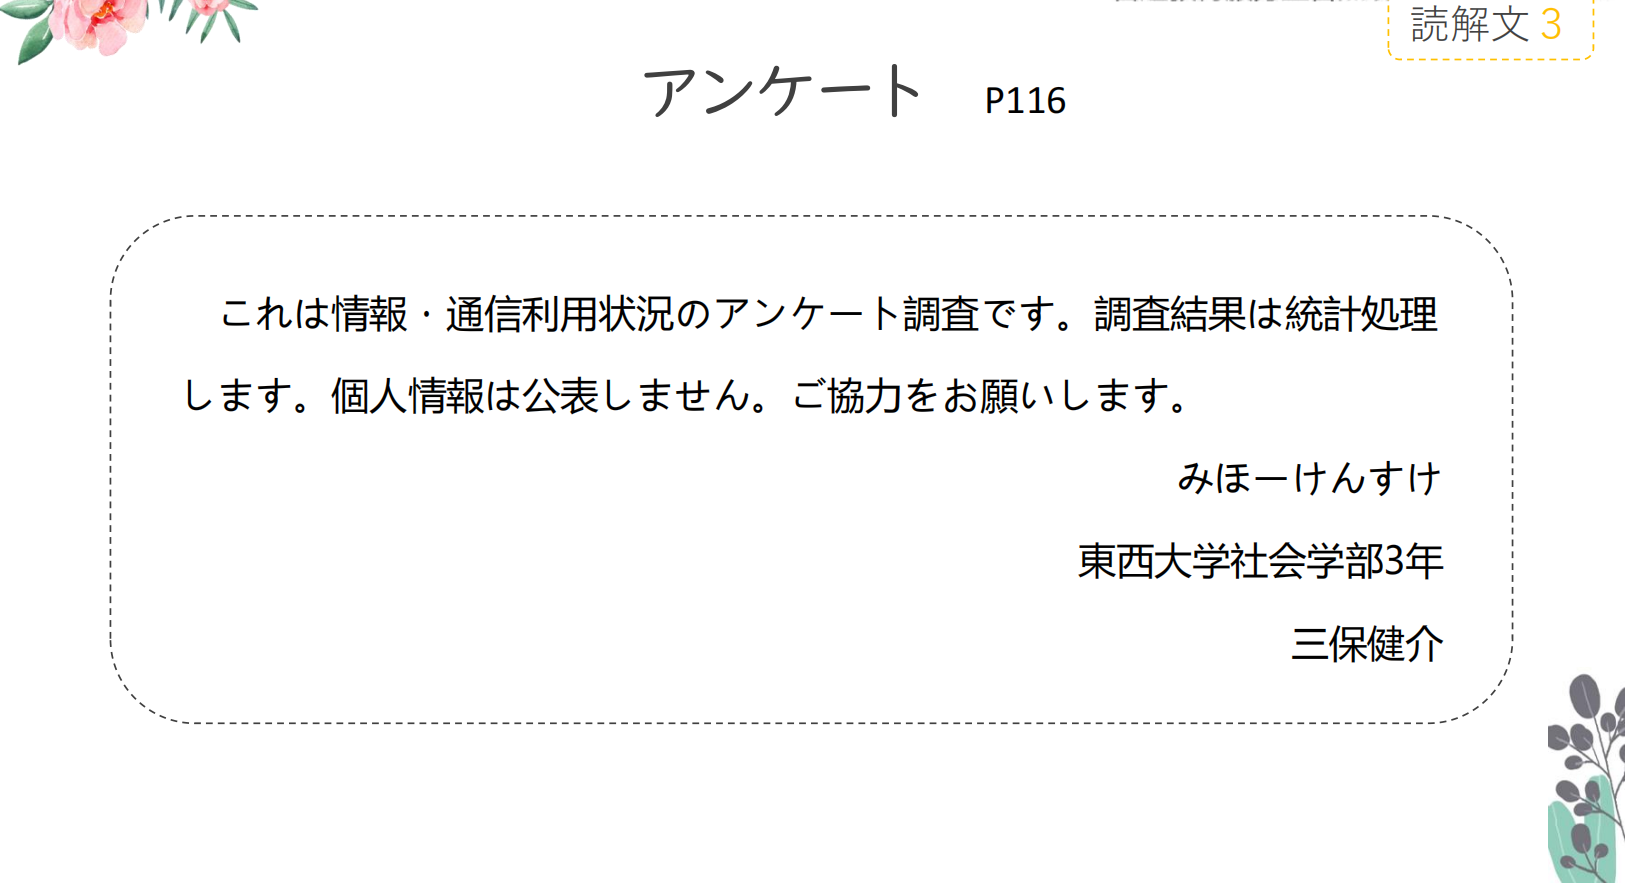 読解文3
アンケート P116
これは情報・通信利用状況のアンケート調査です。調査結果は統計処理
します。個人情報は公表しません。ご協力をお願いします。
みほーけんすけ
東西大学社会学部3年
三保健介